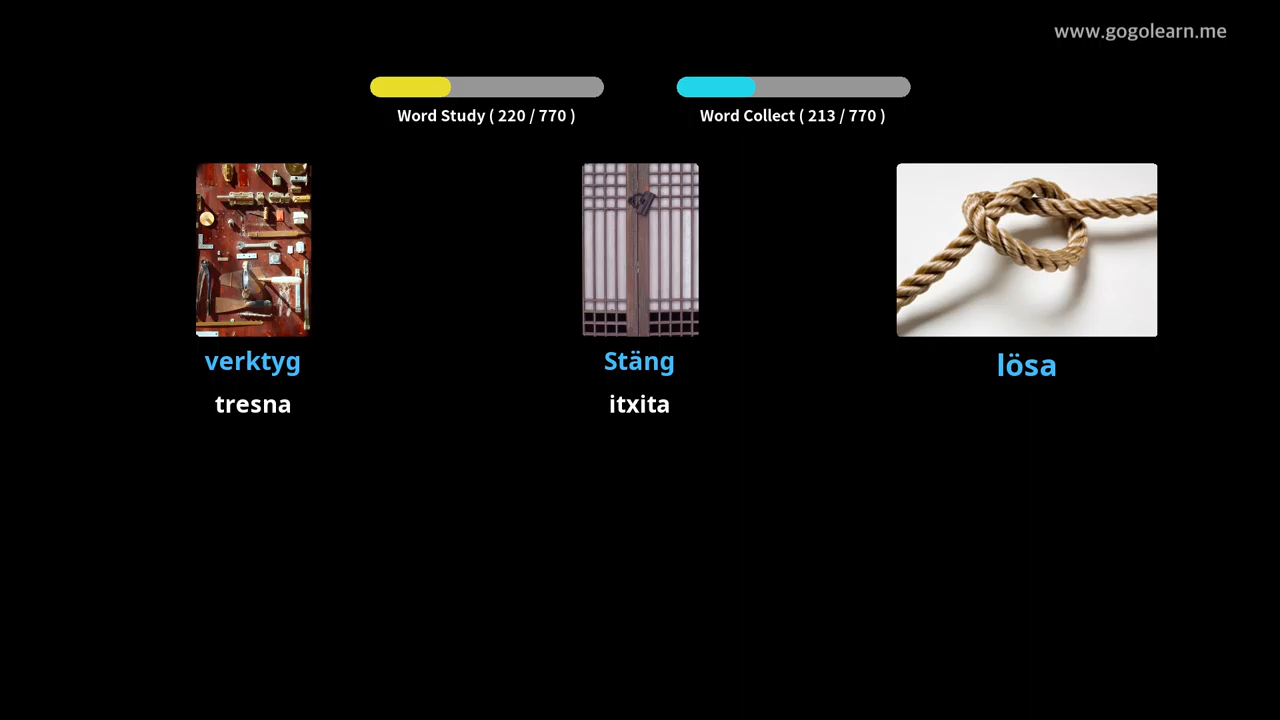 www.gogolearn.me
Word Study ( 220 / 770 )
Word Collect ( 213 / 770 )
verktyg
Stäng
lösa
tresna
itxita